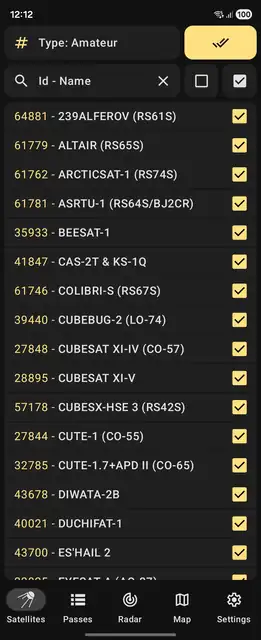 12:12
100
# Type: Amateur
Id - Name
64881 - 239ALFEROV (RS61S)
61779 - ALTAIR (RS65S)
61762 - ARCTICSAT-1 (RS74S)
61781 - ASRTU-1 (RS64S/BJ2CR)
35933 - BEESAT-1
41847 - CAS-2T & KS-1Q
61746 - COLIBRI-S (RS67S)
39440 - CUBEBUG-2 (LO-74)
27848 - CUBESAT XI-IV (CO-57)
28895 - CUBESAT XI-V
57178 - CUBESX-HSE 3 (RS42S)
27844 - CUTE-1 (CO-55)
32785 - CUTE-1.7+APD II (CO-65)
43678 - DIWATA-2B
40021 - DUCHIFAT-1
43700 - ES'HAIL 2
Satellites
Passes
Radar
Map
Settings